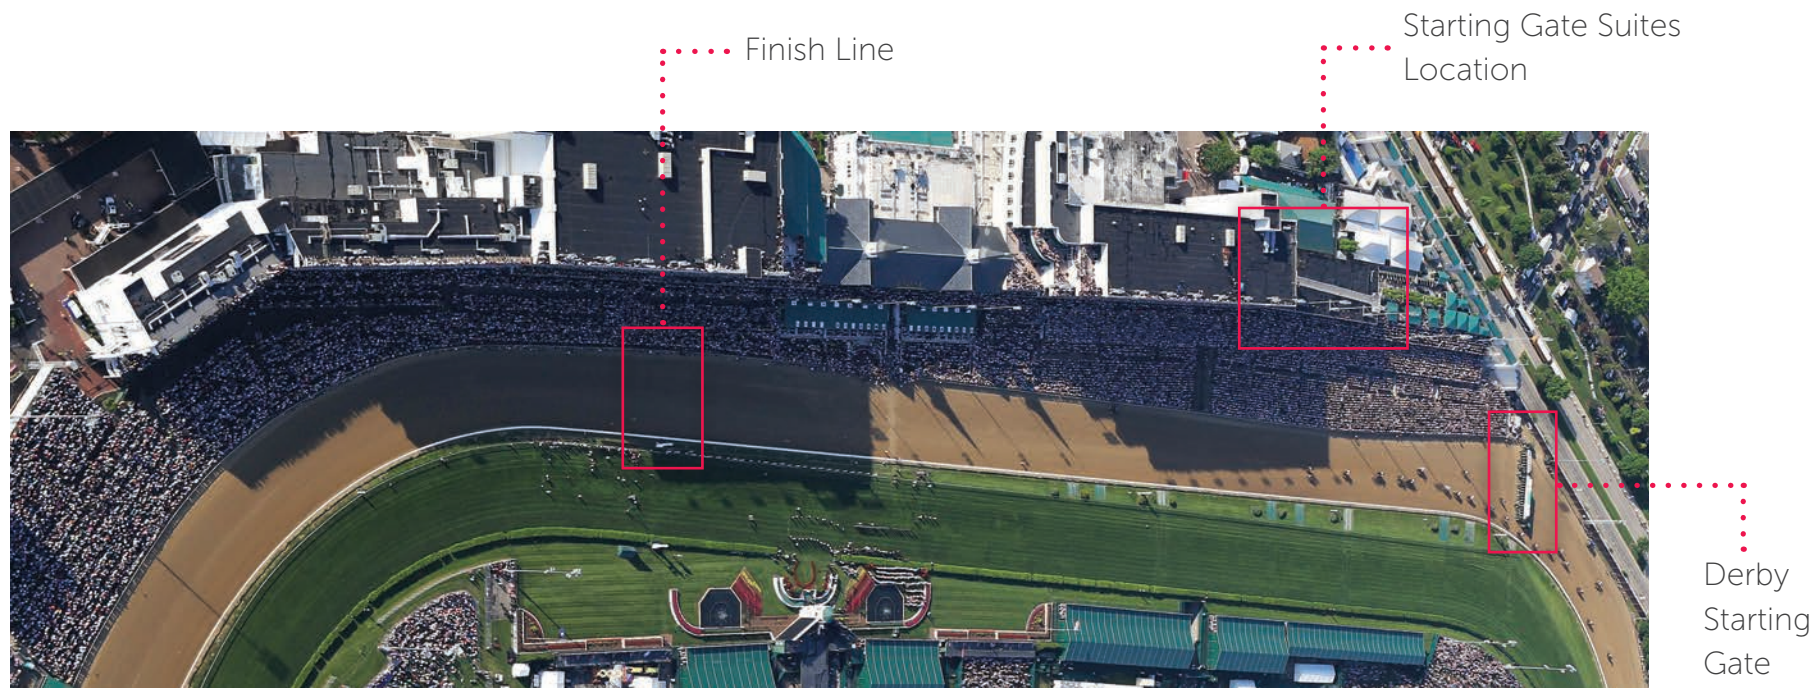 Finish Line
Starting Gate Suites
Location
Derby
Starting
Gate